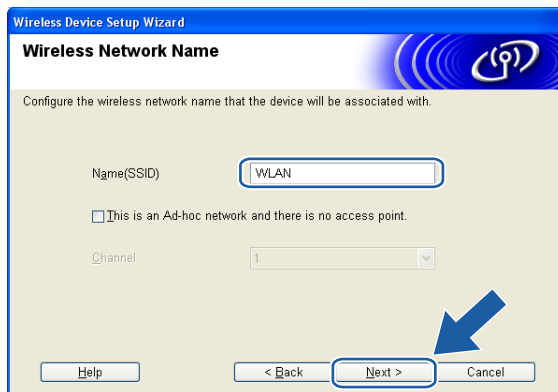 Wireless Device Setup Wizard
Wireless Network Name
Configure the wireless network name that the device will be associated with.
Name(SSID) WLAN
This is an Ad-hoc network and there is no access point.
Channel 1
Help < Back Next > Cancel